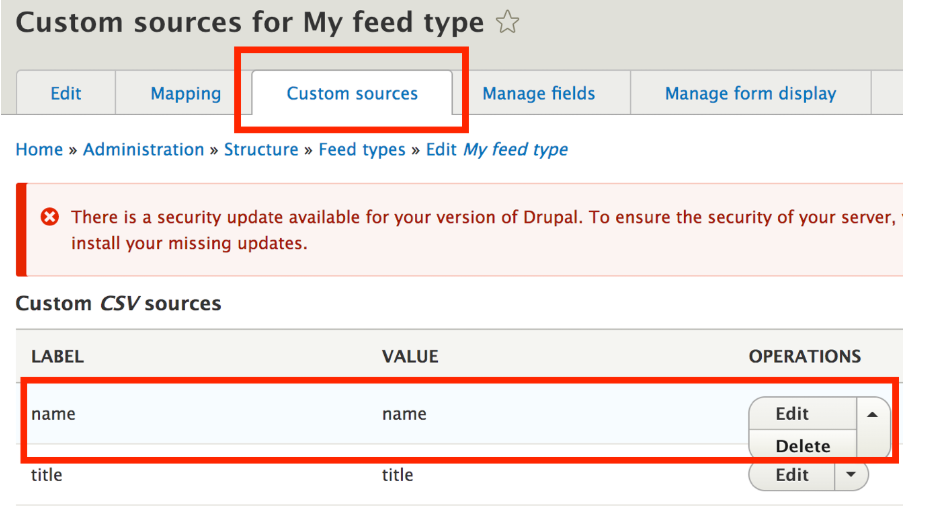 Custom sources for My feed type
Edit Mapping Custom sources Manage fields Manage form display
Home » Administration » Structure » Feed types » Edit My feed type
There is a security update available for your version of Drupal. To ensure the security of your server,
install your missing updates.
Custom CSV sources
LABEL VALUE OPERATIONS
name name Edit
Delete
title title Edit